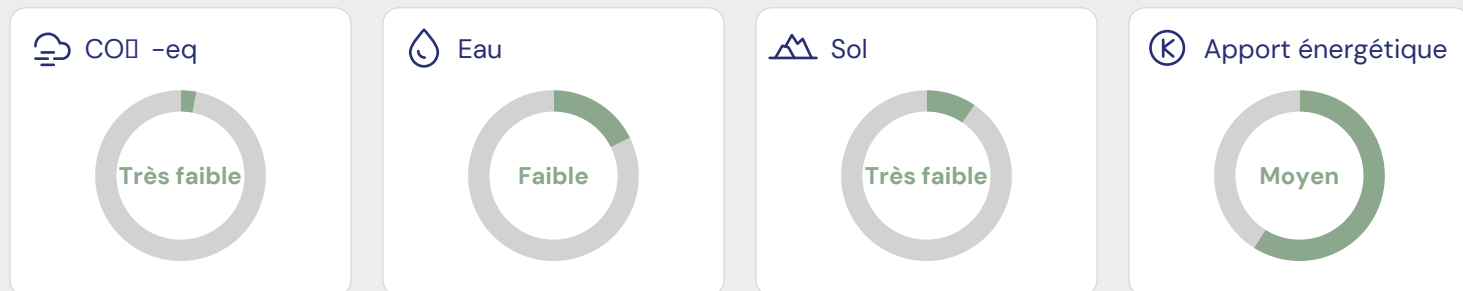 CO▯ -eq
Eau
Sol
Apport énergétique
Très faible
Faible
Très faible
Moyen